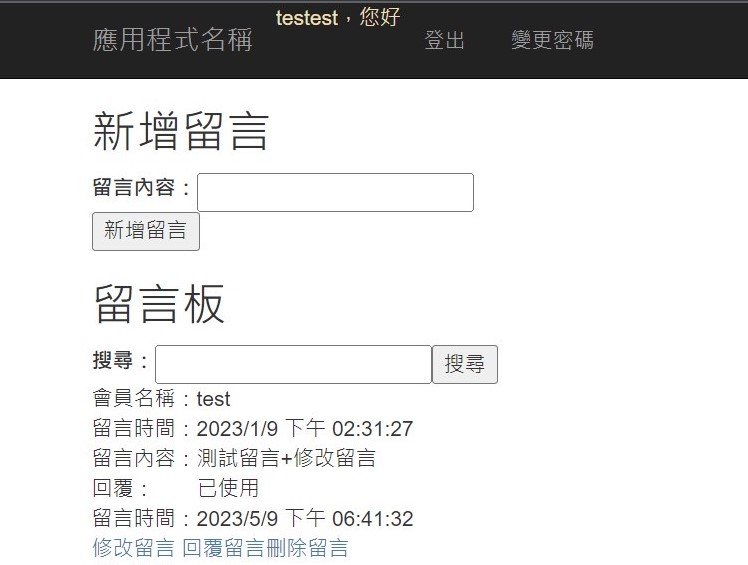 應用程式名稱 testest，您好 登出 變更密碼
新增留言
留言內容：
新增留言
留言板
搜尋： 搜尋
會員名稱：test
留言時間：2023/1/9 下午 02:31:27
留言內容：測試留言+修改留言
回覆： 已使用
留言時間：2023/5/9 下午 06:41:32
修改留言 回覆留言刪除留言